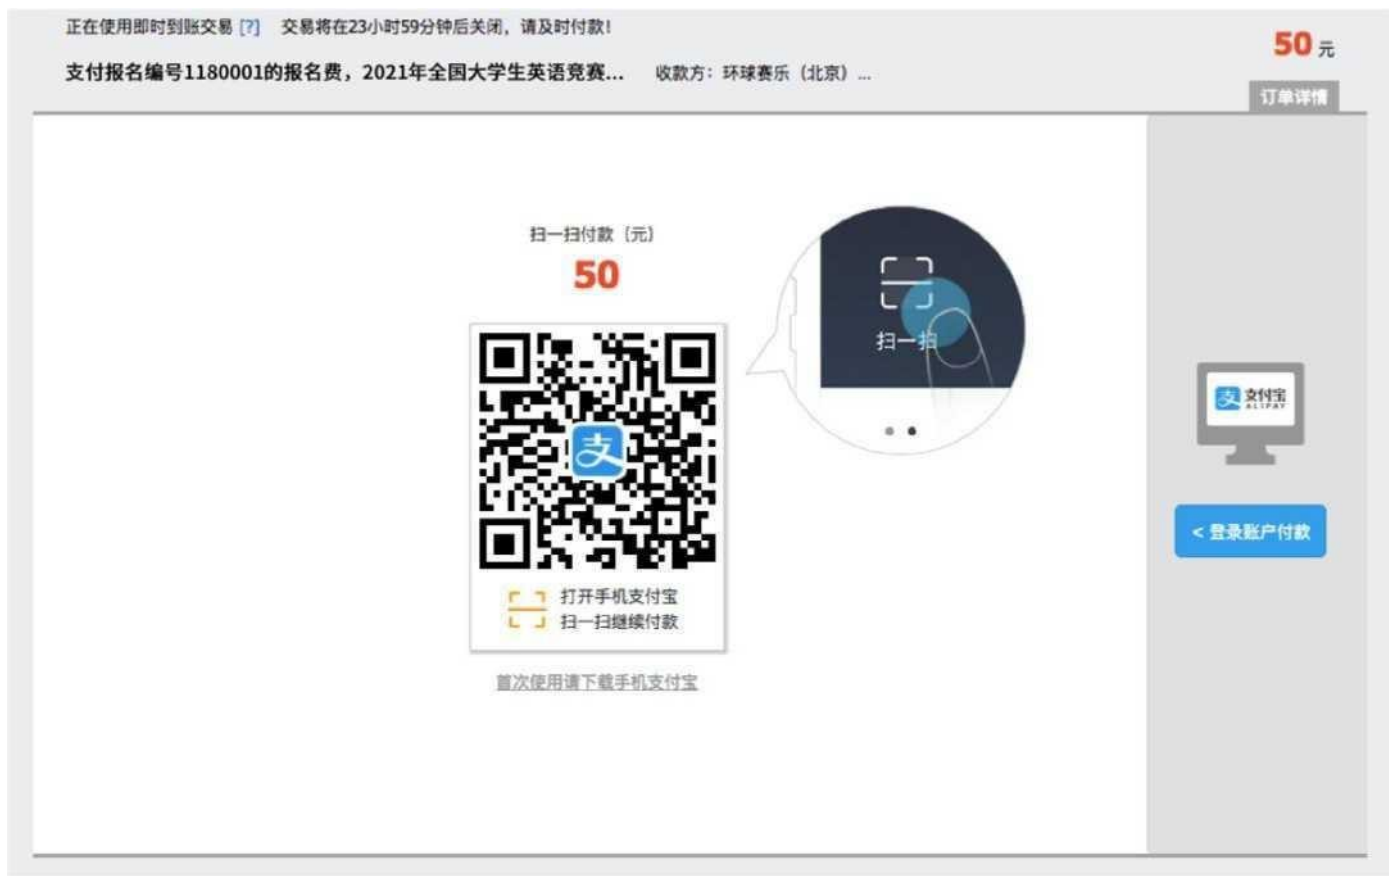 正在使用即时到账交易 [?] 交易将在23小时59分钟后关闭，请及时付款！
50 元
支付报名编号1180001的报名费，2021年全国大学生英语竞赛... 收款方：环球赛乐（北京）...
订单详情
扫一扫付款（元）
50
扫一扫
支
支付宝
ALIPAY
支
< 登录账户付款
打开手机支付宝
扫一扫继续付款
首次使用请下载手机支付宝